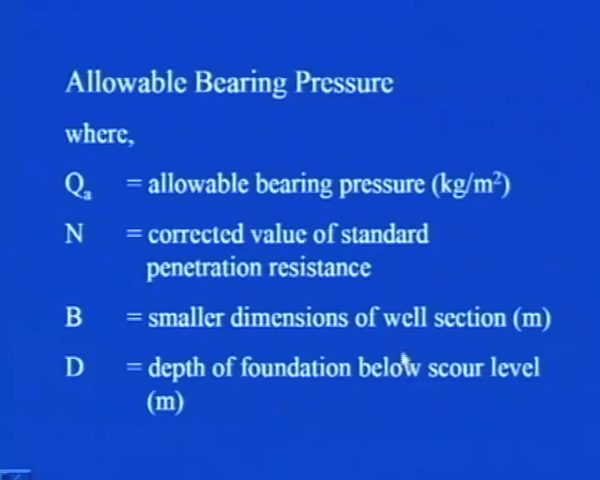 Allowable Bearing Pressure
where,
Qa = allowable bearing pressure (kg/m²)
N = corrected value of standard
penetration resistance
B = smaller dimensions of well section (m)
D = depth of foundation below scour level
(m)